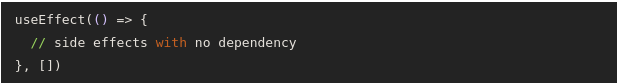 useEffect(() => {
  // side effects with no dependency
}, [])